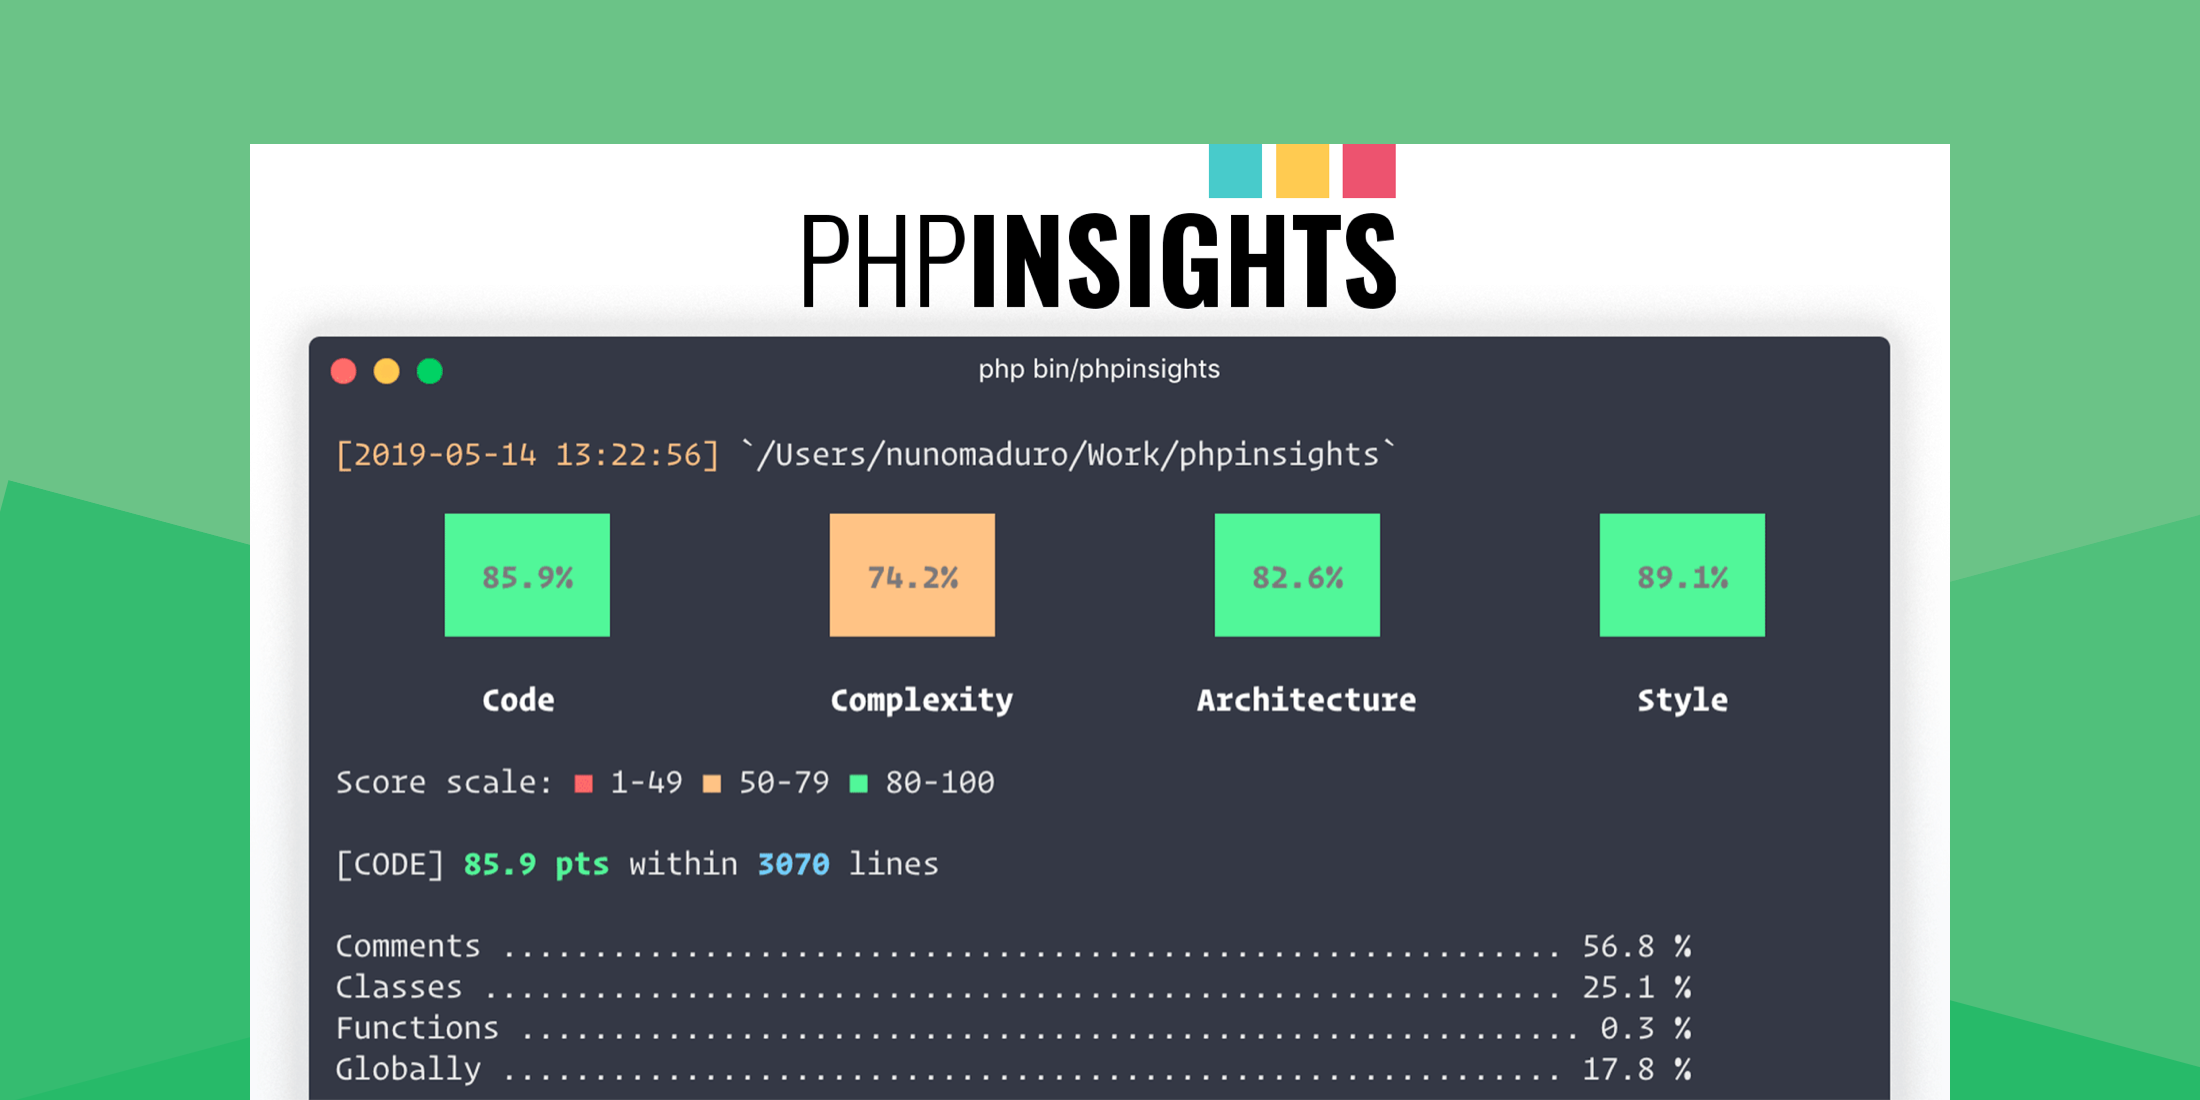 PHPINSIGHTS
php bin/phpinsights
[2019-05-14 13:22:56] `/Users/nunomaduro/Work/phpinsights`
85.9% 74.2% 82.6% 89.1%
Code Complexity Architecture Style
Score scale: 1-49 50-79 80-100
[CODE] 85.9 pts within 3070 lines
Comments .......................................................... 56.8 %
Classes ........................................................... 25.1 %
Functions .......................................................... 0.3 %
Globally .......................................................... 17.8 %